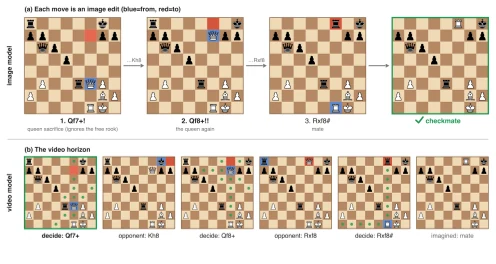 (a) Each move is an image edit (blue=from, red=to)
image model
...Kh8
...Rxf8
1. Qf7+!
2. Qf8+!!
3. Rxf8#
✓ checkmate
queen sacrifice (ignores the free rook)
the queen again
mate
(b) The video horizon
video model
decide: Qf7+
opponent: Kh8
decide: Qf8+
opponent: Rxf8
decide: Rxf8#
imagined: mate